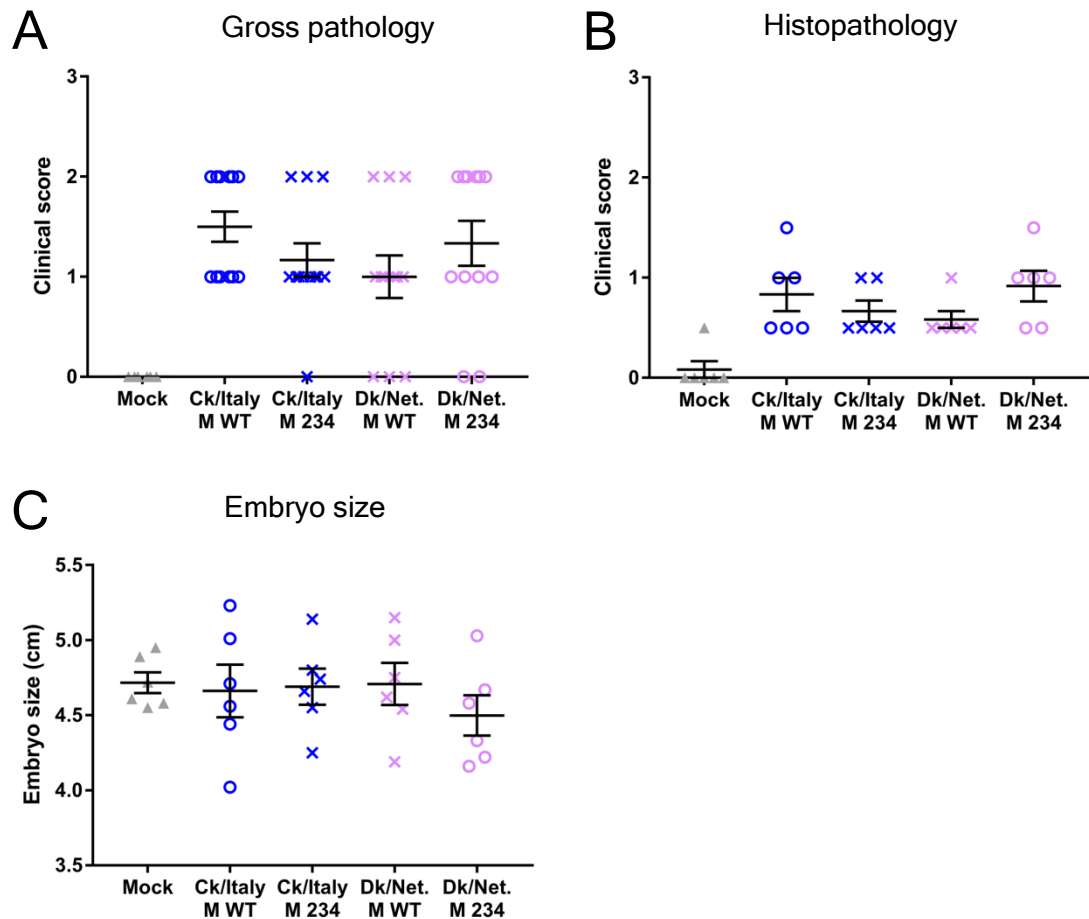 A
Gross pathology
Clinical score
3
2
1
0
Mock
Ck/Italy
M WT
Ck/Italy
M 234
Dk/Net.
M WT
Dk/Net.
M 234
B
Histopathology
Clinical score
3
2
1
0
Mock
Ck/Italy
M WT
Ck/Italy
M 234
Dk/Net.
M WT
Dk/Net.
M 234
C
Embryo size
Embryo size (cm)
5.5
5.0
4.5
4.0
3.5
Mock
Ck/Italy
M WT
Ck/Italy
M 234
Dk/Net.
M WT
Dk/Net.
M 234